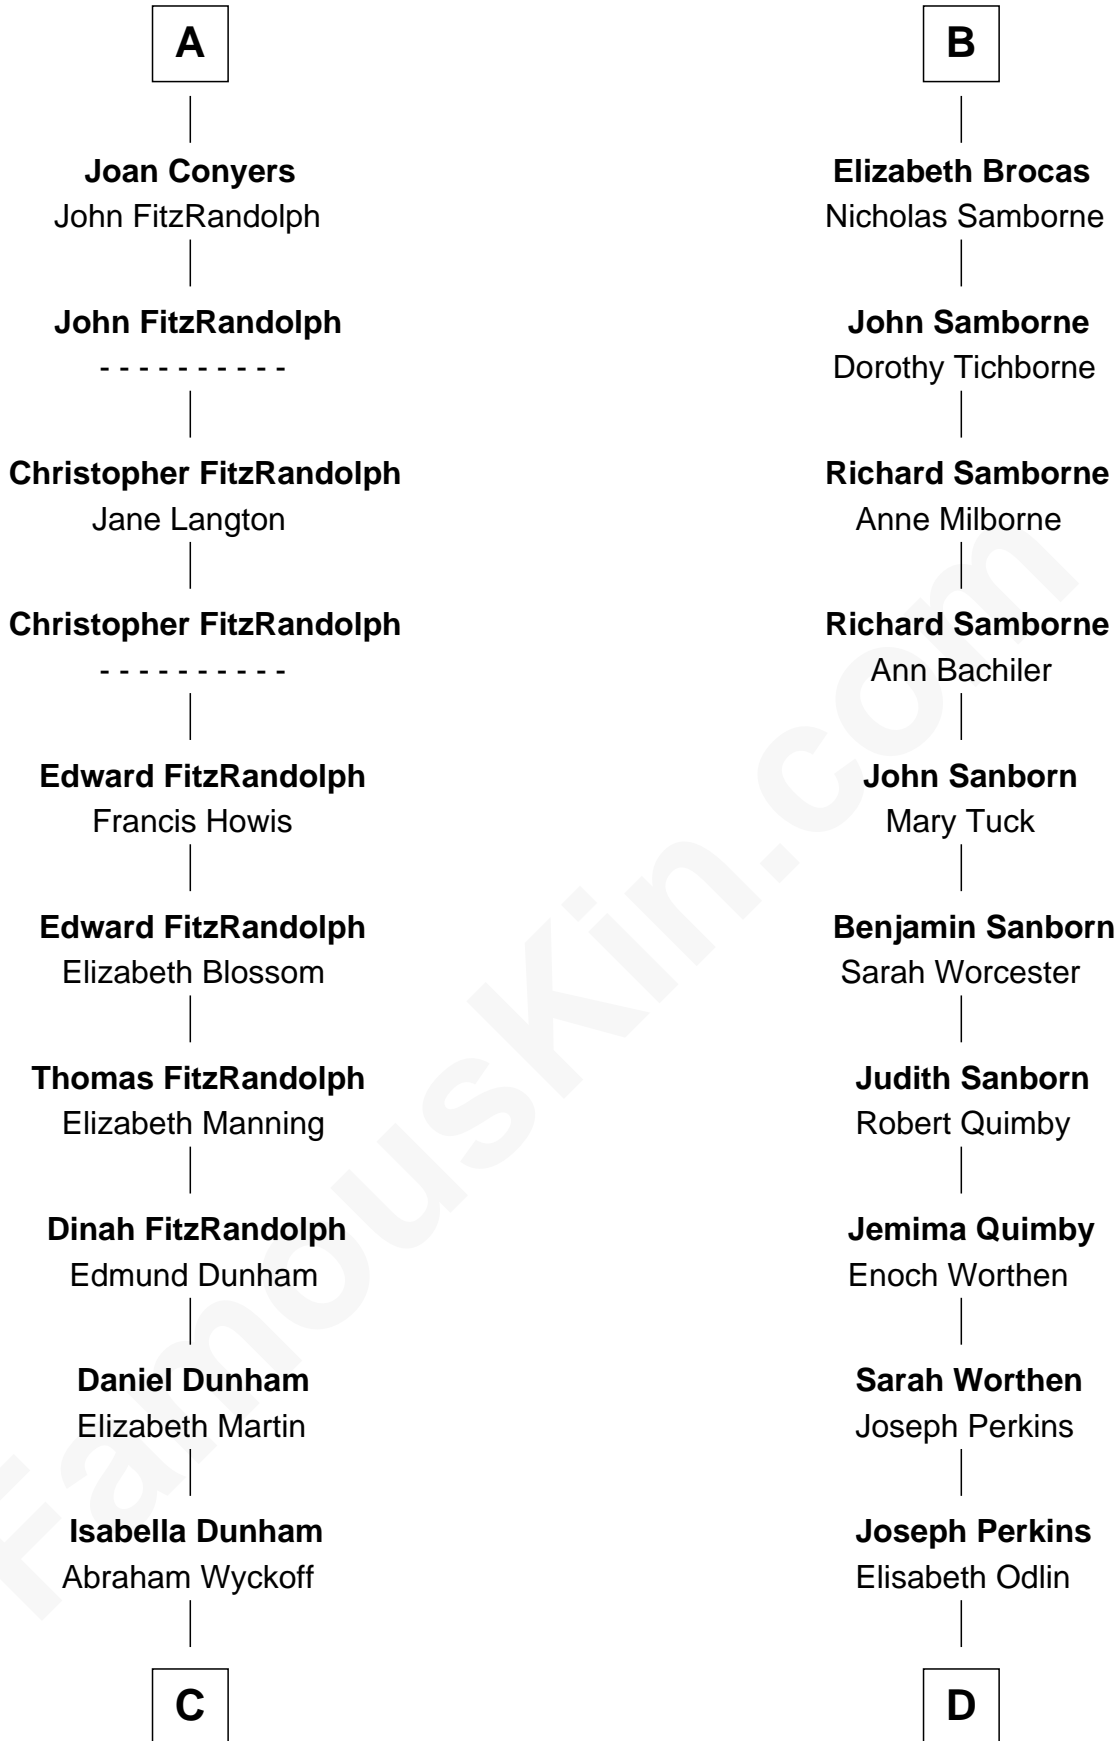 A
Joan Conyers
John FitzRandolph
John FitzRandolph
- - - - - - - - - -
Christopher FitzRandolph
Jane Langton
Christopher FitzRandolph
- - - - - - - - - -
Edward FitzRandolph
Francis Howis
Edward FitzRandolph
Elizabeth Blossom
Thomas FitzRandolph
Elizabeth Manning
Dinah FitzRandolph
Edmund Dunham
Daniel Dunham
Elizabeth Martin
Isabella Dunham
Abraham Wyckoff
C
B
Elizabeth Brocas
Nicholas Samborne
John Samborne
Dorothy Tichborne
Richard Samborne
Anne Milborne
Richard Samborne
Ann Bachiler
John Sanborn
Mary Tuck
Benjamin Sanborn
Sarah Worcester
Judith Sanborn
Robert Quimby
Jemima Quimby
Enoch Worthen
Sarah Worthen
Joseph Perkins
Joseph Perkins
Elisabeth Odlin
D
FamousKin.com